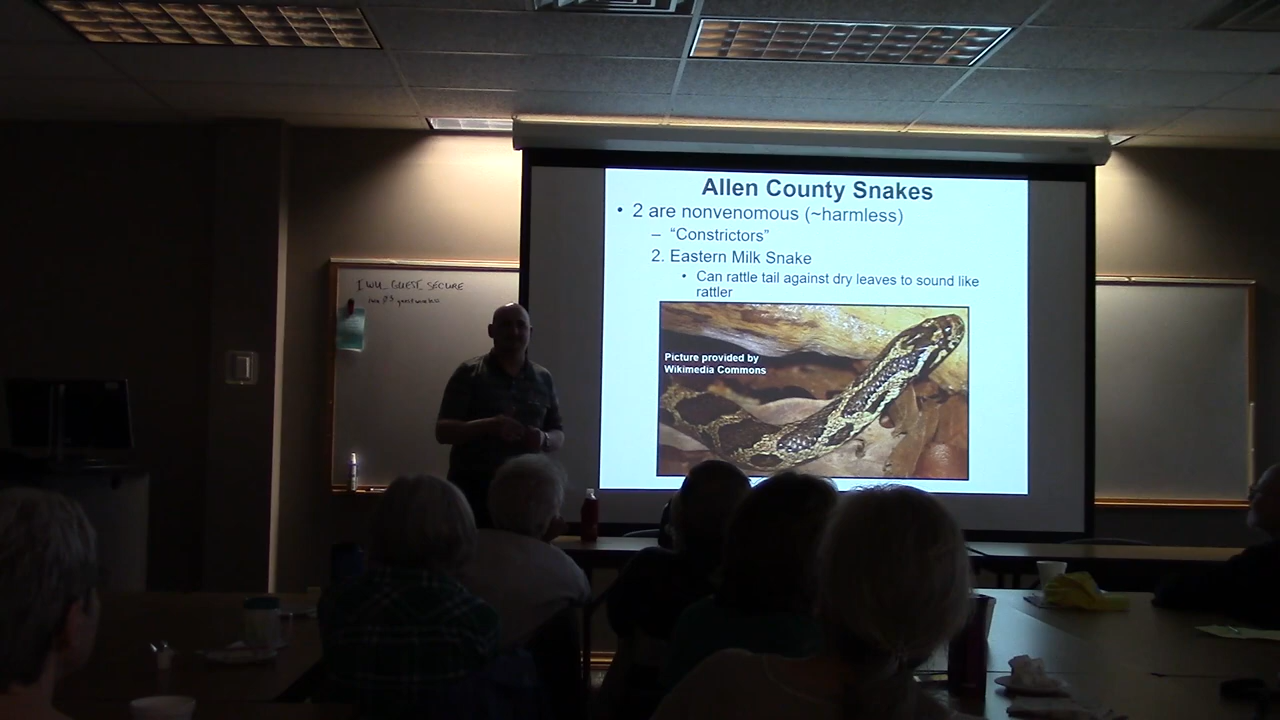 Allen County Snakes
• 2 are nonvenomous (~harmless)
– “Constrictors”
2. Eastern Milk Snake
• Can rattle tail against dry leaves to sound like
rattler
Picture provided by
Wikimedia Commons
IWU_GUEST_SECURE